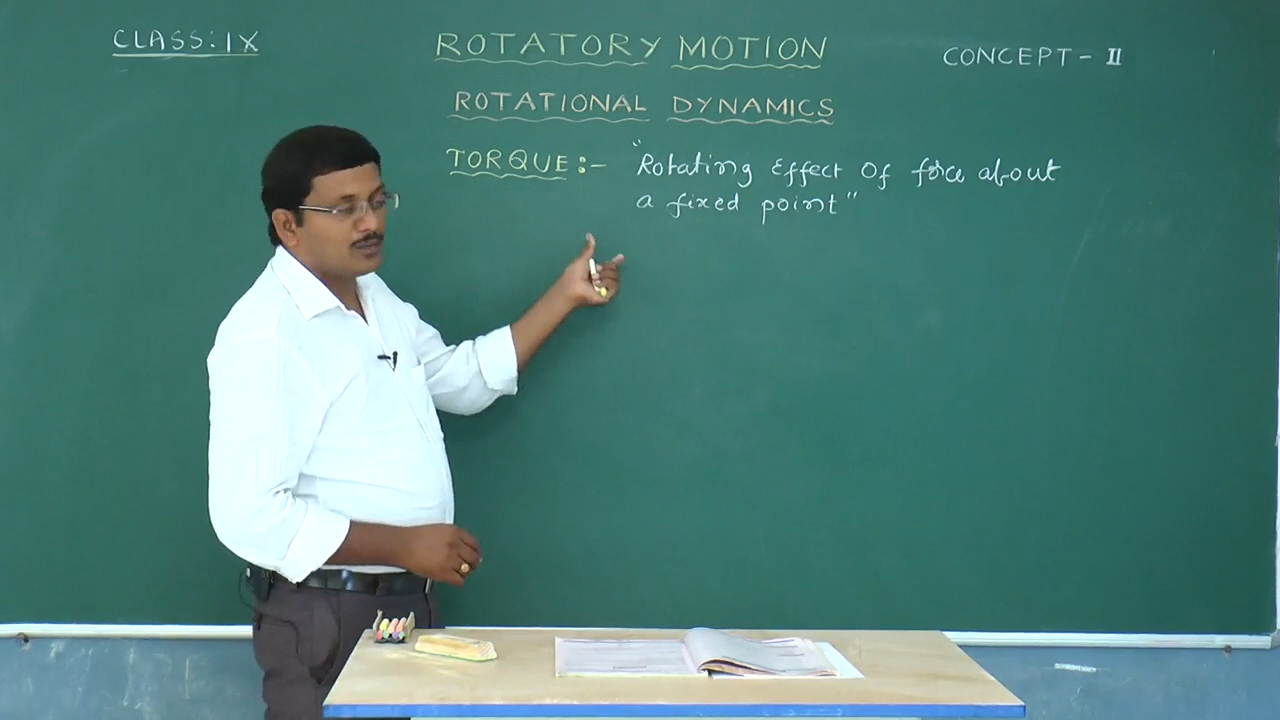 CLASS: IX
ROTATORY MOTION
CONCEPT - II
ROTATIONAL DYNAMICS
TORQUE :- "Rotating Effect Of force about
a fixed point"